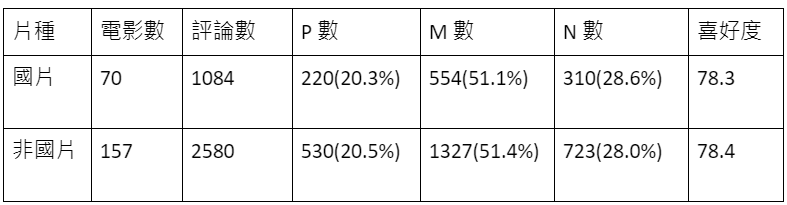 片種 電影數 評論數 P 數 M 數 N 數 喜好度
國片 70 1084 220(20.3%) 554(51.1%) 310(28.6%) 78.3
非國片 157 2580 530(20.5%) 1327(51.4%) 723(28.0%) 78.4